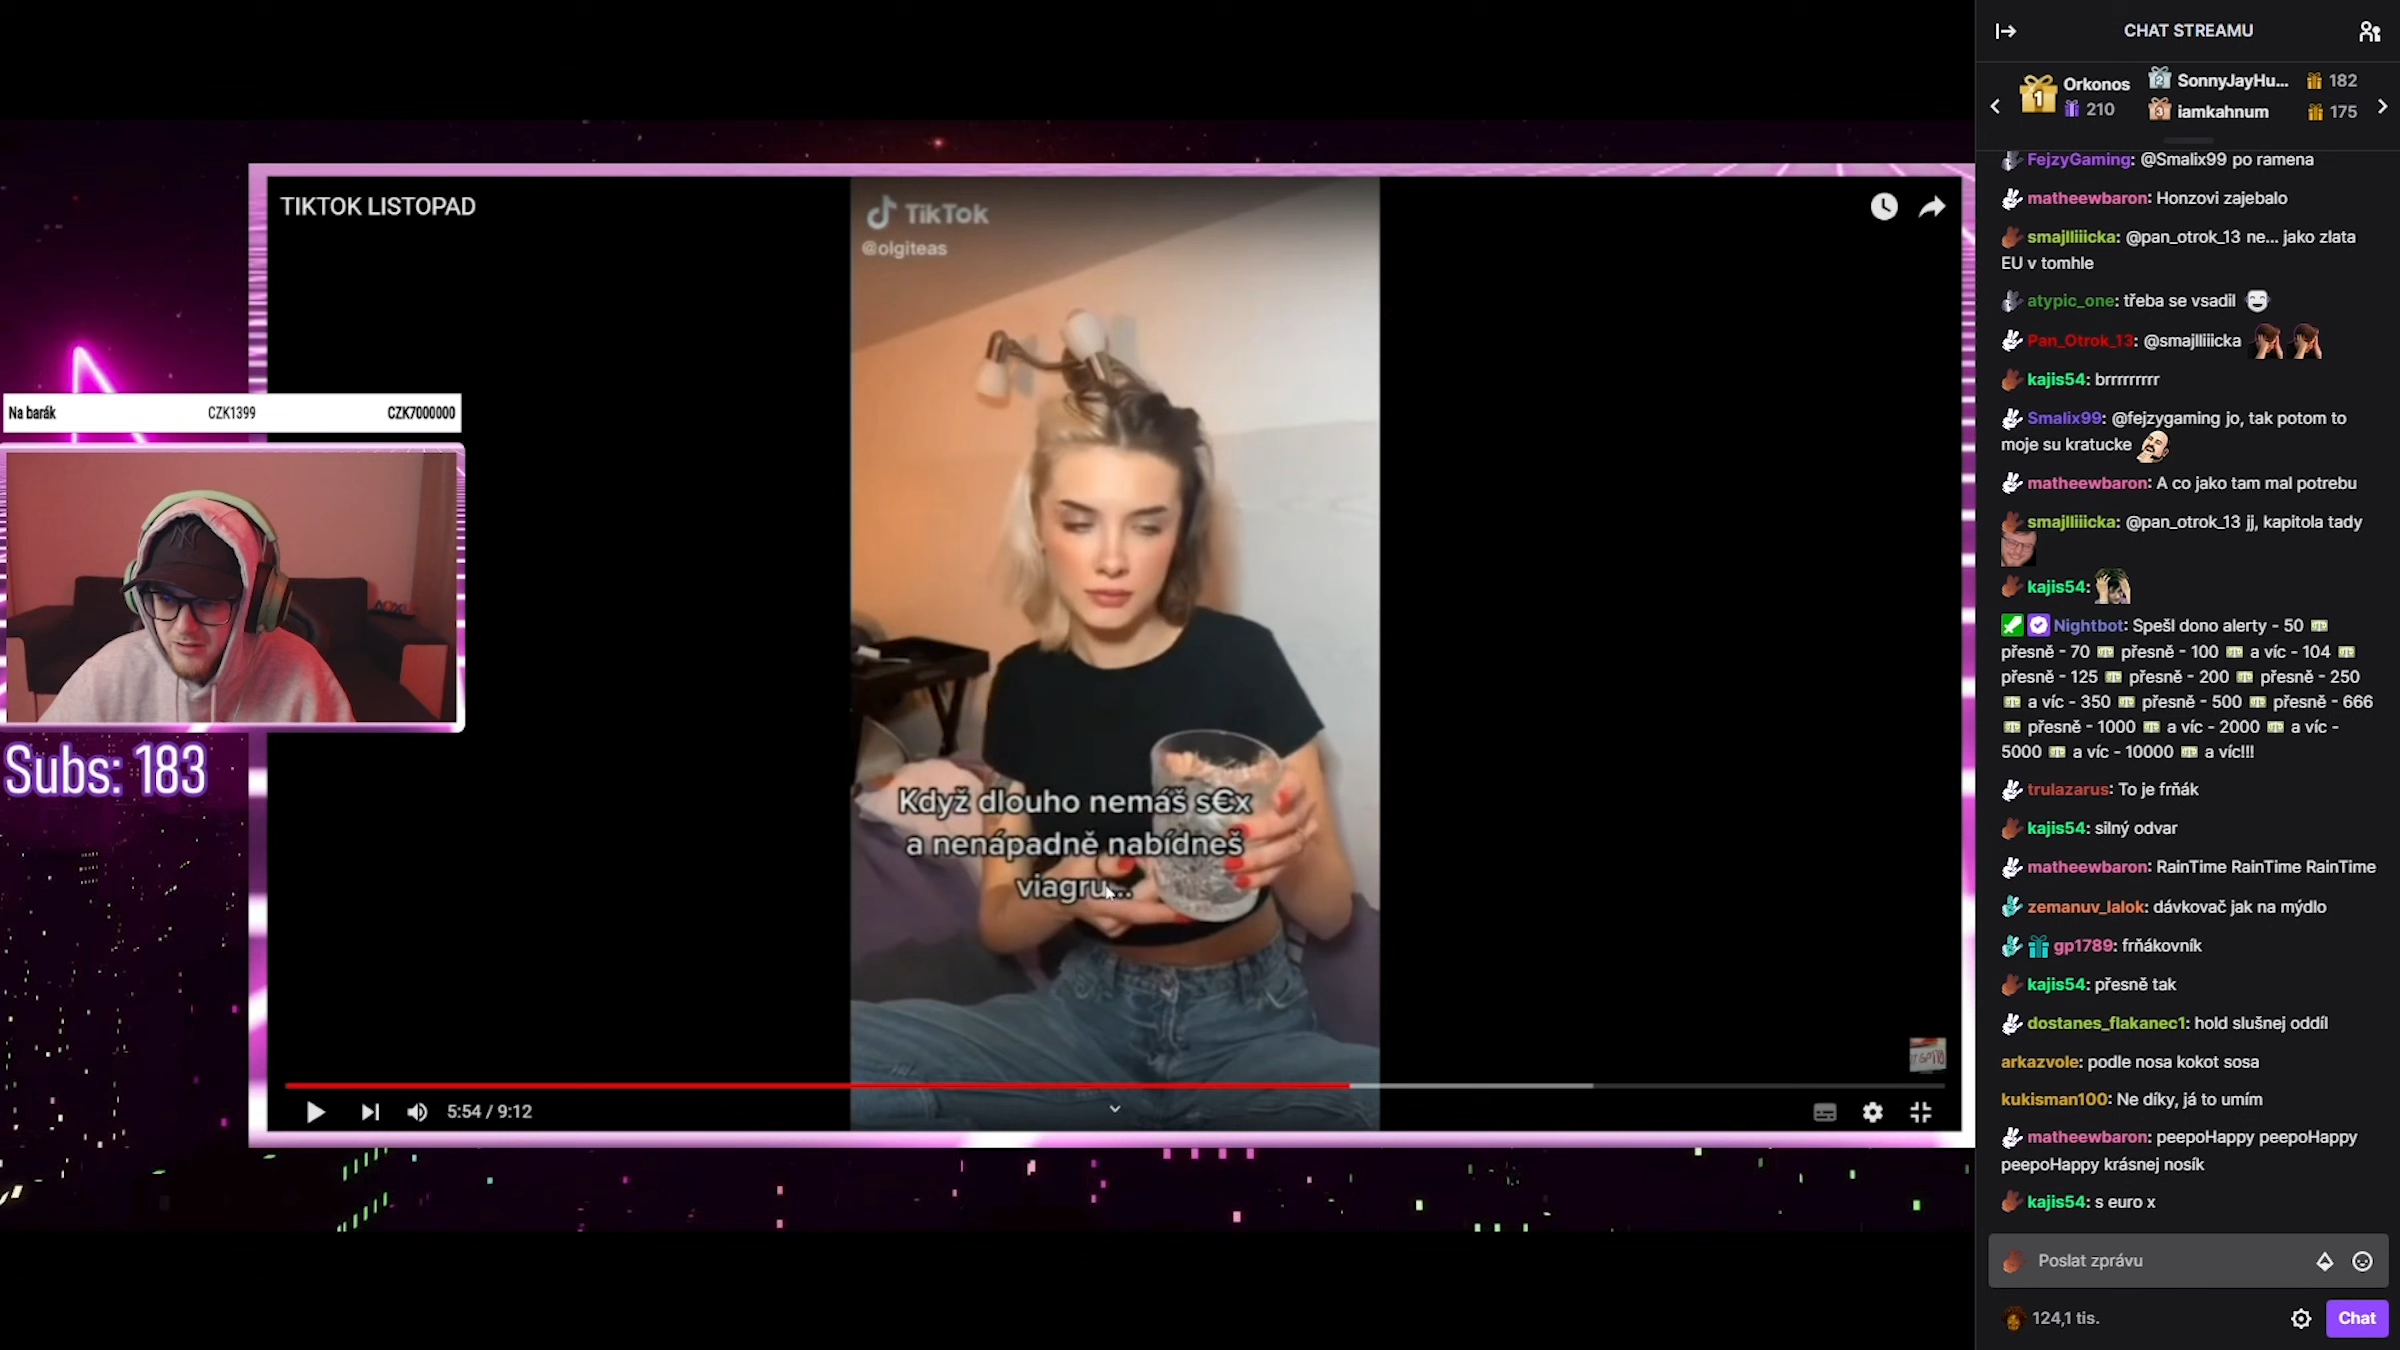 TIKTOK LISTOPAD
TikTok
@olgiteas
Když dlouho nemáš s€x
a nenápadně nabídneš
viagru...
5:54 / 9:12
Na barák CZK1399 CZK7000000
Subs: 183
CHAT STREAMU
1 Orkonos 210
2 SonnyJayHu... 182
3 iamkahnum 175
FejzyGaming: @Smalix99 po ramena
matheewbaron: Honzovi zajebalo
smajlliiicka: @pan_otrok_13 ne... jako zlata
EU v tomhle
atypic_one: třeba se vsadil
Pan_Otrok_13: @smajlliiicka
kajis54: brrrrrrrrr
Smalix99: @fejzygaming jo, tak potom to
moje su kratucke
matheewbaron: A co jako tam mal potrebu
smajlliiicka: @pan_otrok_13 jj, kapitola tady
kajis54:
Nightbot: Spešl dono alerty - 50
přesně - 70 přesně - 100 a víc - 104
přesně - 125 přesně - 200 přesně - 250
a víc - 350 přesně - 500 přesně - 666
přesně - 1000 a víc - 2000 a víc -
5000 a víc - 10000 a víc!!!
trulazarus: To je frňák
kajis54: silný odvar
matheewbaron: RainTime RainTime RainTime
zemanuv_lalok: dávkovač jak na mýdlo
gp1789: frňákovník
kajis54: přesně tak
dostanes_flakanec1: hold slušnej oddíl
arkazvole: podle nosa kokot sosa
kukisman100: Ne díky, já to umím
matheewbaron: peepoHappy peepoHappy
peepoHappy krásnej nosík
kajis54: s euro x
Poslat zprávu
124,1 tis.
Chat